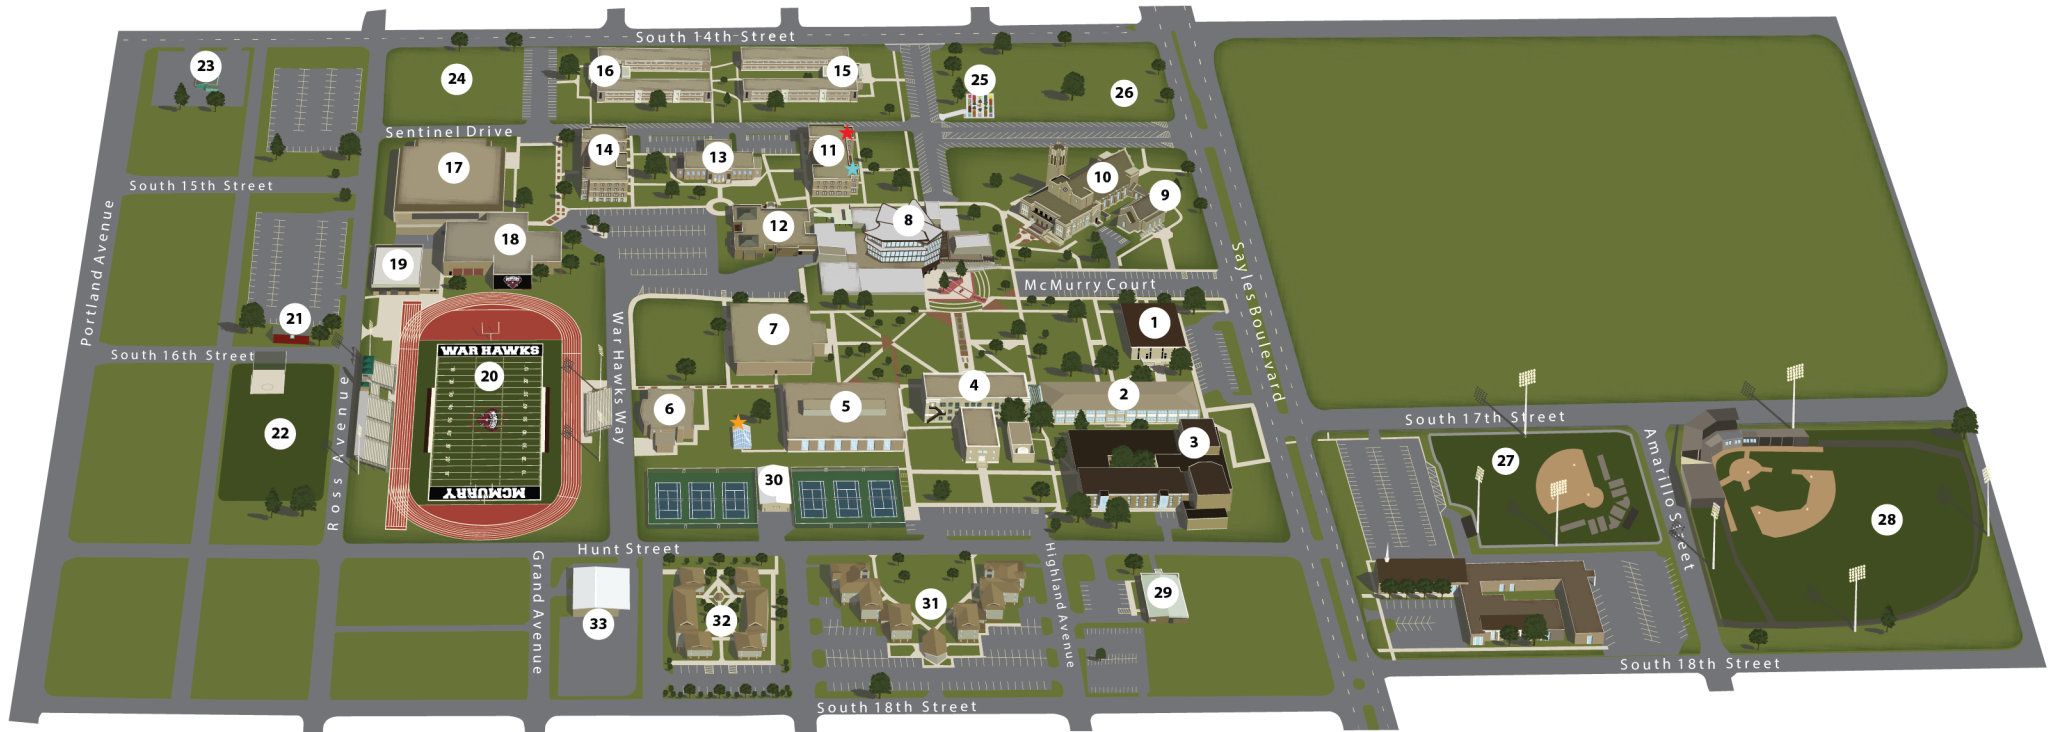 South 14th Street
23
24
16
15
25
26
Sentinel Drive
14
13
11
17
10
9
South 15th Street
Portland Avenue
8
12
18
19
Sayles Boulevard
McMurry Court
21
War Hawks Way
7
1
South 16th Street
WAR HAWKS
20
Ross Avenue
4
2
6
5
22
3
South 17th Street
Amarillo Street
27
30
MCMURRY
28
Hunt Street
Grand Avenue
Highland Avenue
29
31
32
33
South 18th Street
South 18th Street